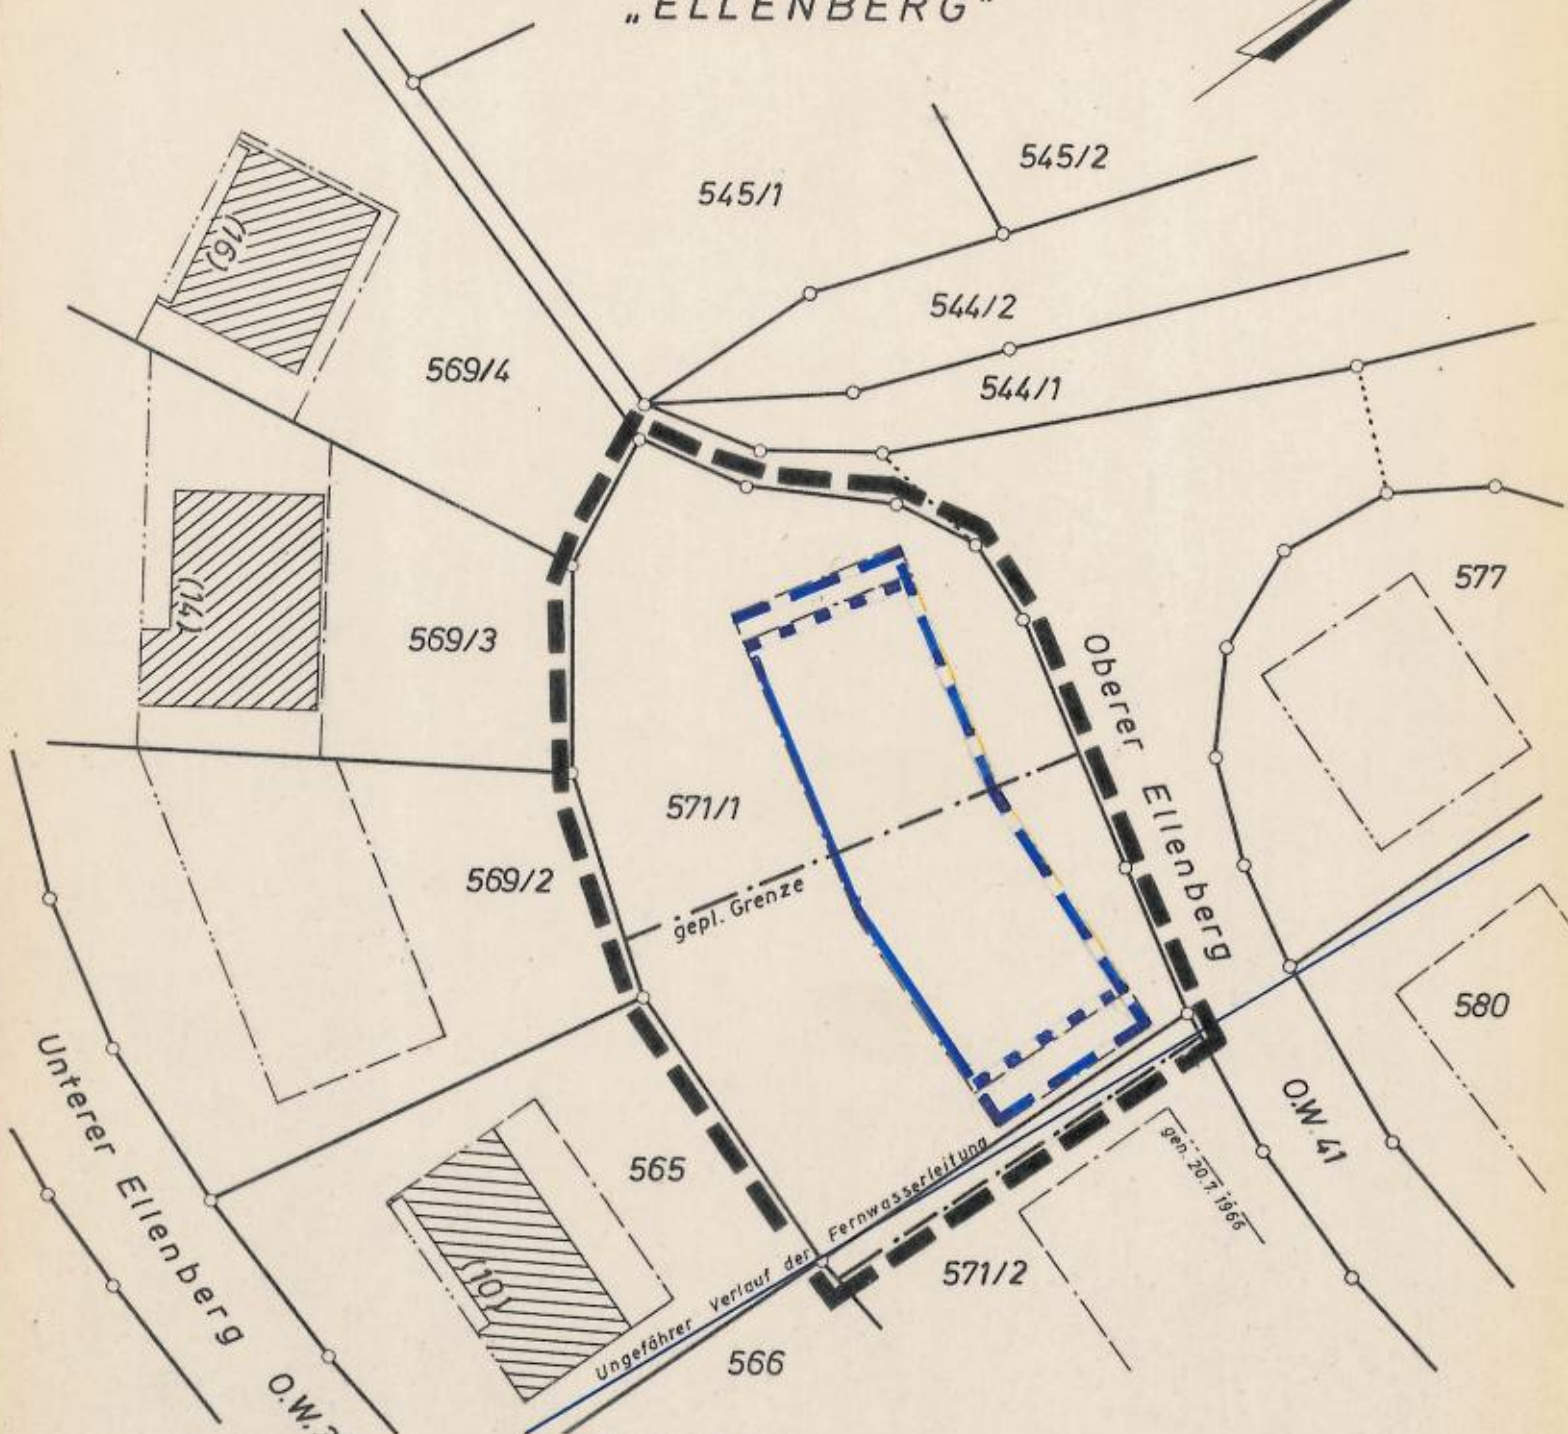 „ELLENBERG"
545/2
545/1
(16)
544/2
569/4
544/1
577
(14)
569/3
Oberer Ellenberg
571/1
569/2
gepl. Grenze
580
Unterer Ellenberg
O.W. 41
gen. 20.7.1966
565
Ungefährer Verlauf der Fernwasserleitung
571/2
(10)
566
O.W.